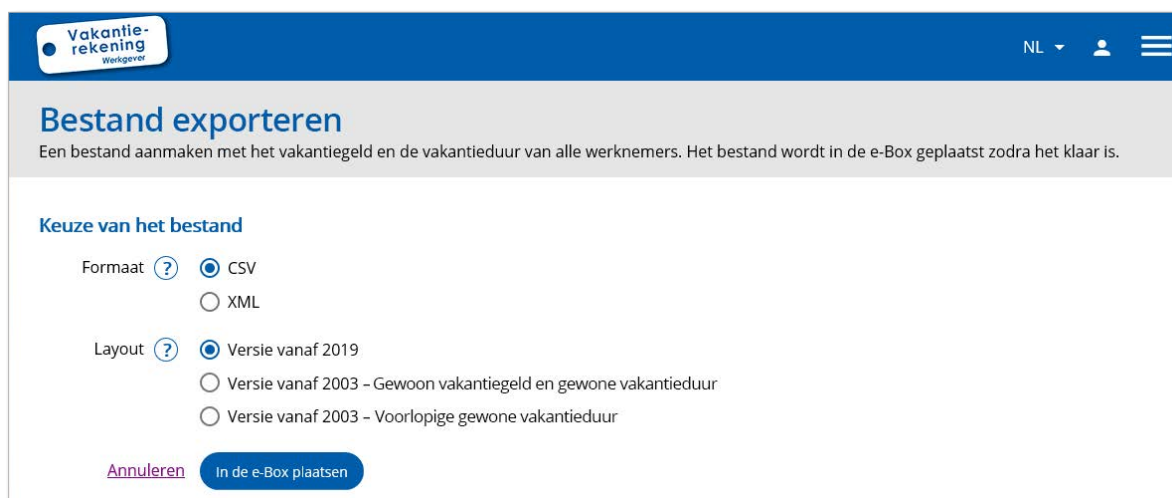 Vakantie-
rekening
Werkgever
NL
Bestand exporteren
Een bestand aanmaken met het vakantiegeld en de vakantieduur van alle werknemers. Het bestand wordt in de e-Box geplaatst zodra het klaar is.
Keuze van het bestand
Formaat ? CSV
XML
Layout ? Versie vanaf 2019
Versie vanaf 2003 – Gewoon vakantiegeld en gewone vakantieduur
Versie vanaf 2003 – Voorlopige gewone vakantieduur
Annuleren In de e-Box plaatsen